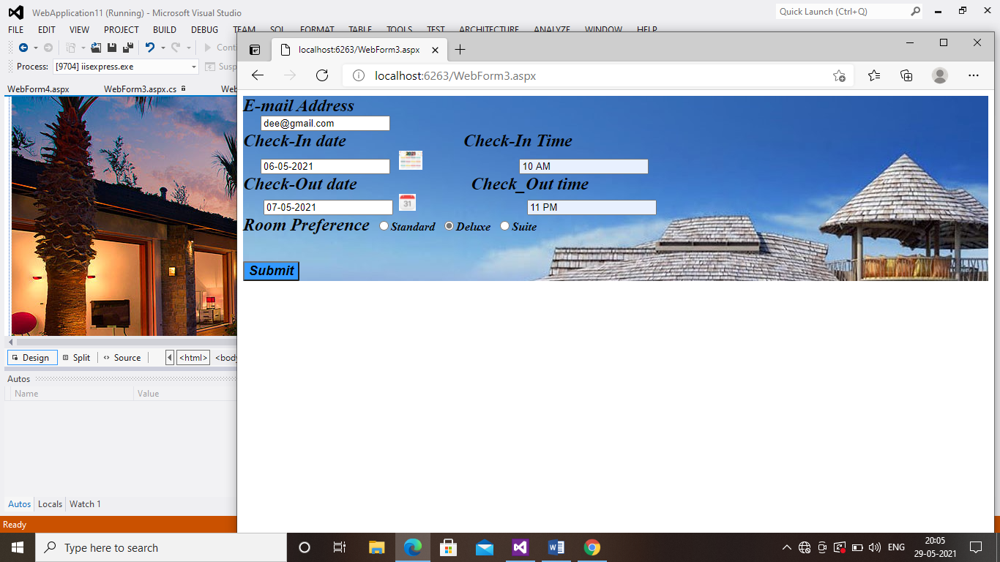 WebApplication11 (Running) - Microsoft Visual Studio
Quick Launch (Ctrl+Q)
FILE EDIT VIEW PROJECT BUILD DEBUG TEAM SQL FORMAT TABLE TOOLS TEST ARCHITECTURE ANALYZE WINDOW HELP
Cont
Process: [9704] iisexpress.exe Susp
WebForm4.aspx WebForm3.aspx.cs We
localhost:6263/WebForm3.aspx
localhost:6263/WebForm3.aspx
E-mail Address
dee@gmail.com
Check-In date Check-In Time
2021
06-05-2021 10 AM
Check-Out date Check_Out time
07-05-2021 31 11 PM
Room Preference Standard Deluxe Suite
Submit
Design Split Source <html> <body
Autos
Name Value
Autos Locals Watch 1
Ready
Type here to search
ENG
20:05
29-05-2021